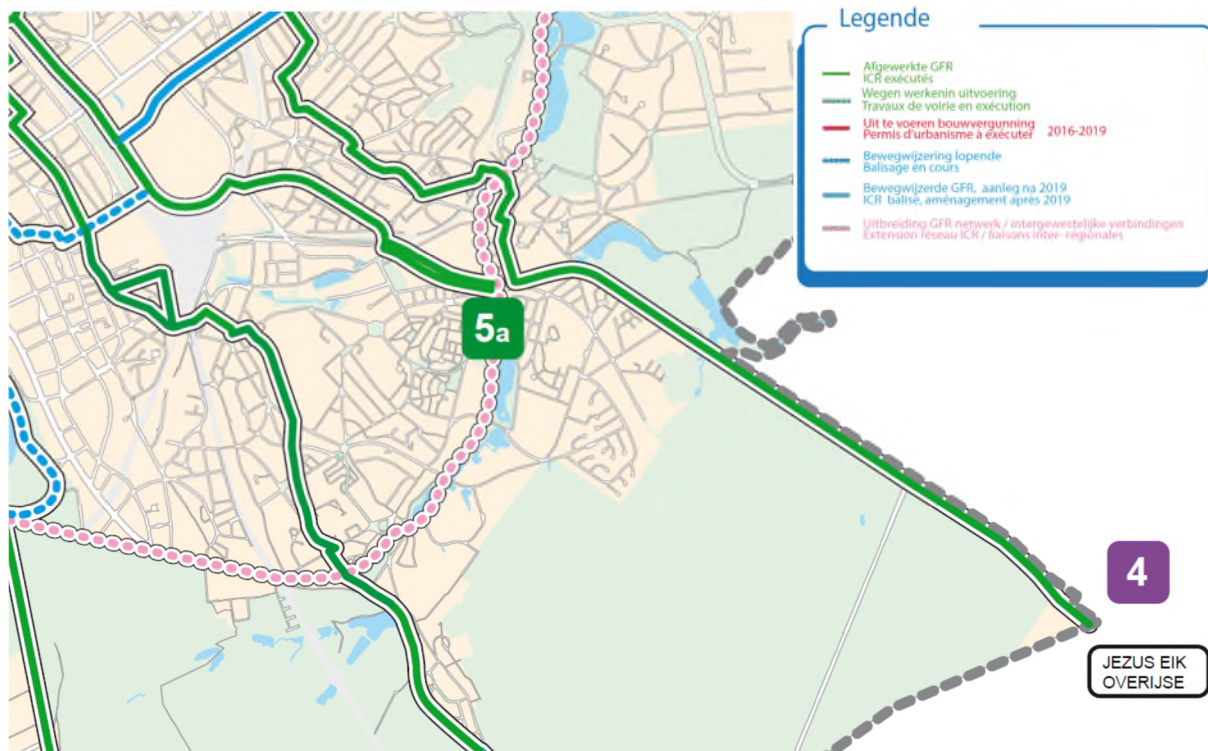 Legende
Afgewerkte GFR
ICR exécutés
Wegen werkenin uitvoering
Travaux de voirie en exécution
Uit te voeren bouwvergunning
Permis d'urbanisme à exécuter 2016-2019
Bewegwijzering lopende
Balisage en cours
Bewegwijzerde GFR, aanleg na 2019
ICR balisé, aménagement après 2019
Uitbreiding GFR netwerk / intergewestelijke verbindingen
Extension réseau ICR / liaisons inter- régionales
5a
4
JEZUS EIK
OVERIJSE